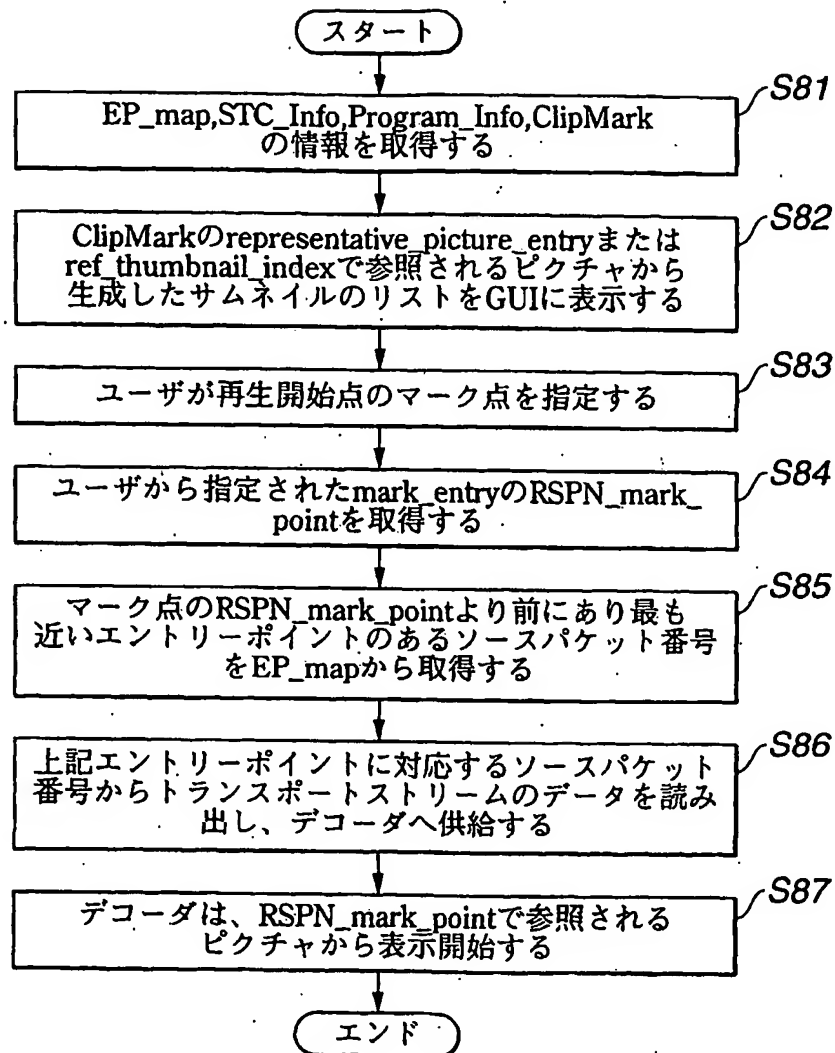 スタート
S81
EP_map,STC_Info,Program_Info,ClipMark
の情報を取得する
S82
ClipMarkのrepresentative_picture_entryまたは
ref_thumbnail_indexで参照されるピクチャから
生成したサムネイルのリストをGUIに表示する
S83
ユーザが再生開始点のマーク点を指定する
S84
ユーザから指定されたmark_entryのRSPN_mark_
pointを取得する
S85
マーク点のRSPN_mark_pointより前にあり最も
近いエントリーポイントのあるソースパケット番号
をEP_mapから取得する
S86
上記エントリーポイントに対応するソースパケット
番号からトランスポートストリームのデータを読み
出し、デコーダへ供給する
S87
デコーダは、RSPN_mark_pointで参照される
ピクチャから表示開始する
エンド